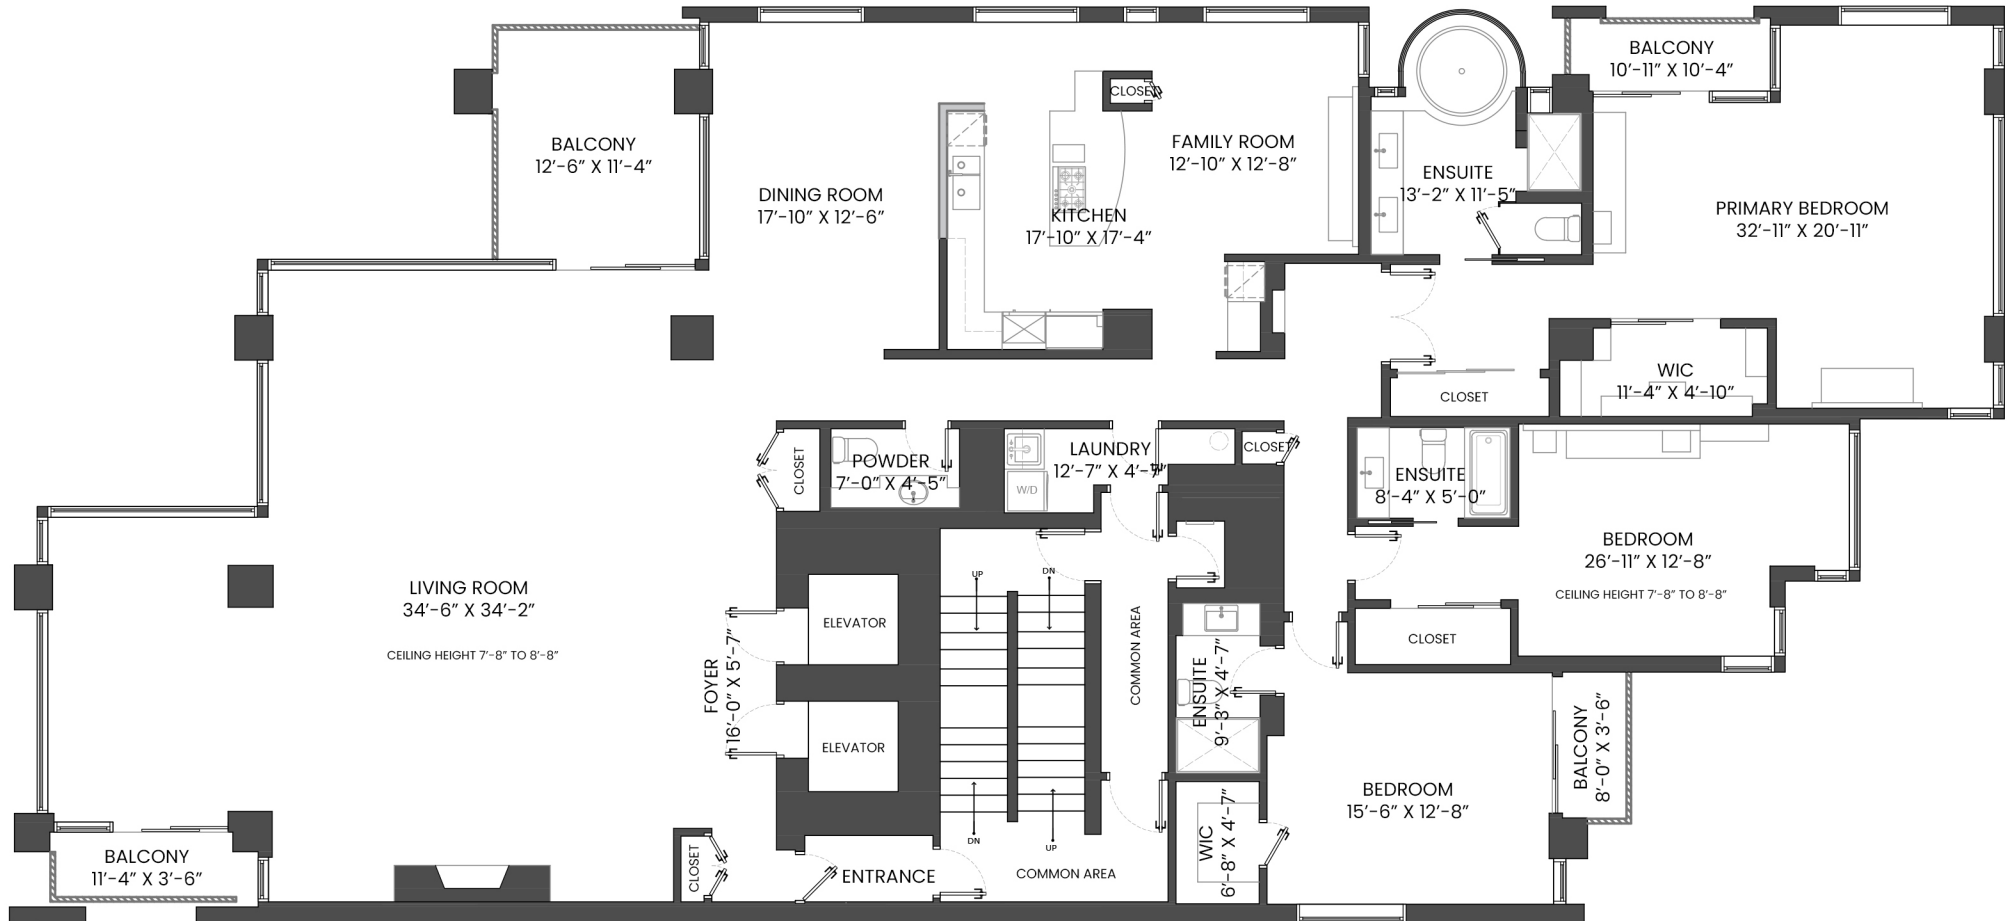 BALCONY
10'-11" X 10'-4"
CLOSET
BALCONY
12'-6" X 11'-4"
FAMILY ROOM
12'-10" X 12'-8"
ENSUITE
13'-2" X 11'-5"
DINING ROOM
17'-10" X 12'-6"
KITCHEN
17'-10" X 17'-4"
PRIMARY BEDROOM
32'-11" X 20'-11"
WIC
11'-4" X 4'-10"
CLOSET
CLOSET
POWDER
7'-0" X 4'-5"
LAUNDRY
12'-7" X 4'-7"
W/D
CLOSET
ENSUITE
8'-4" X 5'-0"
BEDROOM
26'-11" X 12'-8"
CEILING HEIGHT 7'-8" TO 8'-8"
LIVING ROOM
34'-6" X 34'-2"
CEILING HEIGHT 7'-8" TO 8'-8"
UP
DN
ELEVATOR
COMMON AREA
CLOSET
FOYER
16'-0" X 5'-7"
ENSUITE
9'-3" X 4'-7"
ELEVATOR
BALCONY
8'-0" X 3'-6"
BEDROOM
15'-6" X 12'-8"
DN
UP
WIC
6'-8" X 4'-7"
BALCONY
11'-4" X 3'-6"
CLOSET
ENTRANCE
COMMON AREA